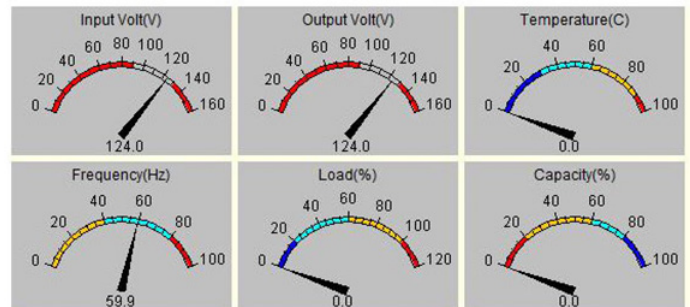 Input Volt(V)
0 20 40 60 80 100 120 140 160
124.0
Output Volt(V)
0 20 40 60 80 100 120 140 160
124.0
Temperature(C)
0 20 40 60 80 100
0.0
Frequency(Hz)
0 20 40 60 80 100
59.9
Load(%)
0 20 40 60 80 100 120
0.0
Capacity(%)
0 20 40 60 80 100
0.0